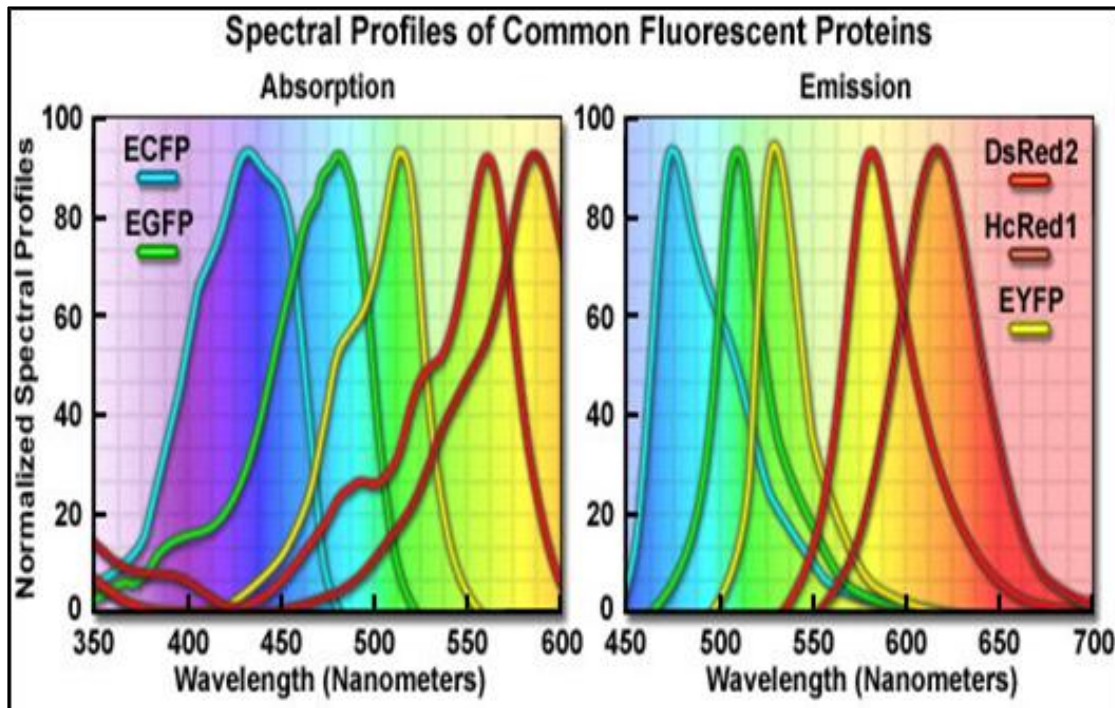 Spectral Profiles of Common Fluorescent Proteins
Absorption
Emission
Normalized Spectral Profiles
100
80
60
40
20
0
ECFP
EGFP
350 400 450 500 550 600
Wavelength (Nanometers)
100
80
60
40
20
0
DsRed2
HcRed1
EYFP
450 500 550 600 650 700
Wavelength (Nanometers)